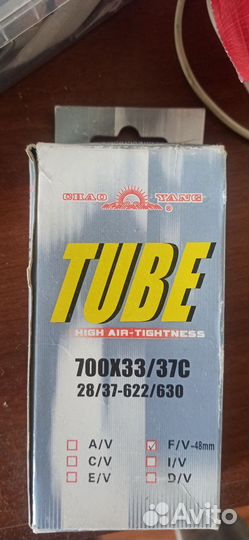 CHAO YANG ®
TUBE
HIGH AIR-TIGHTNESS
700X33/37C
28/37-622/630
A/V F/V-48mm
C/V I/V
E/V D/V
Avito